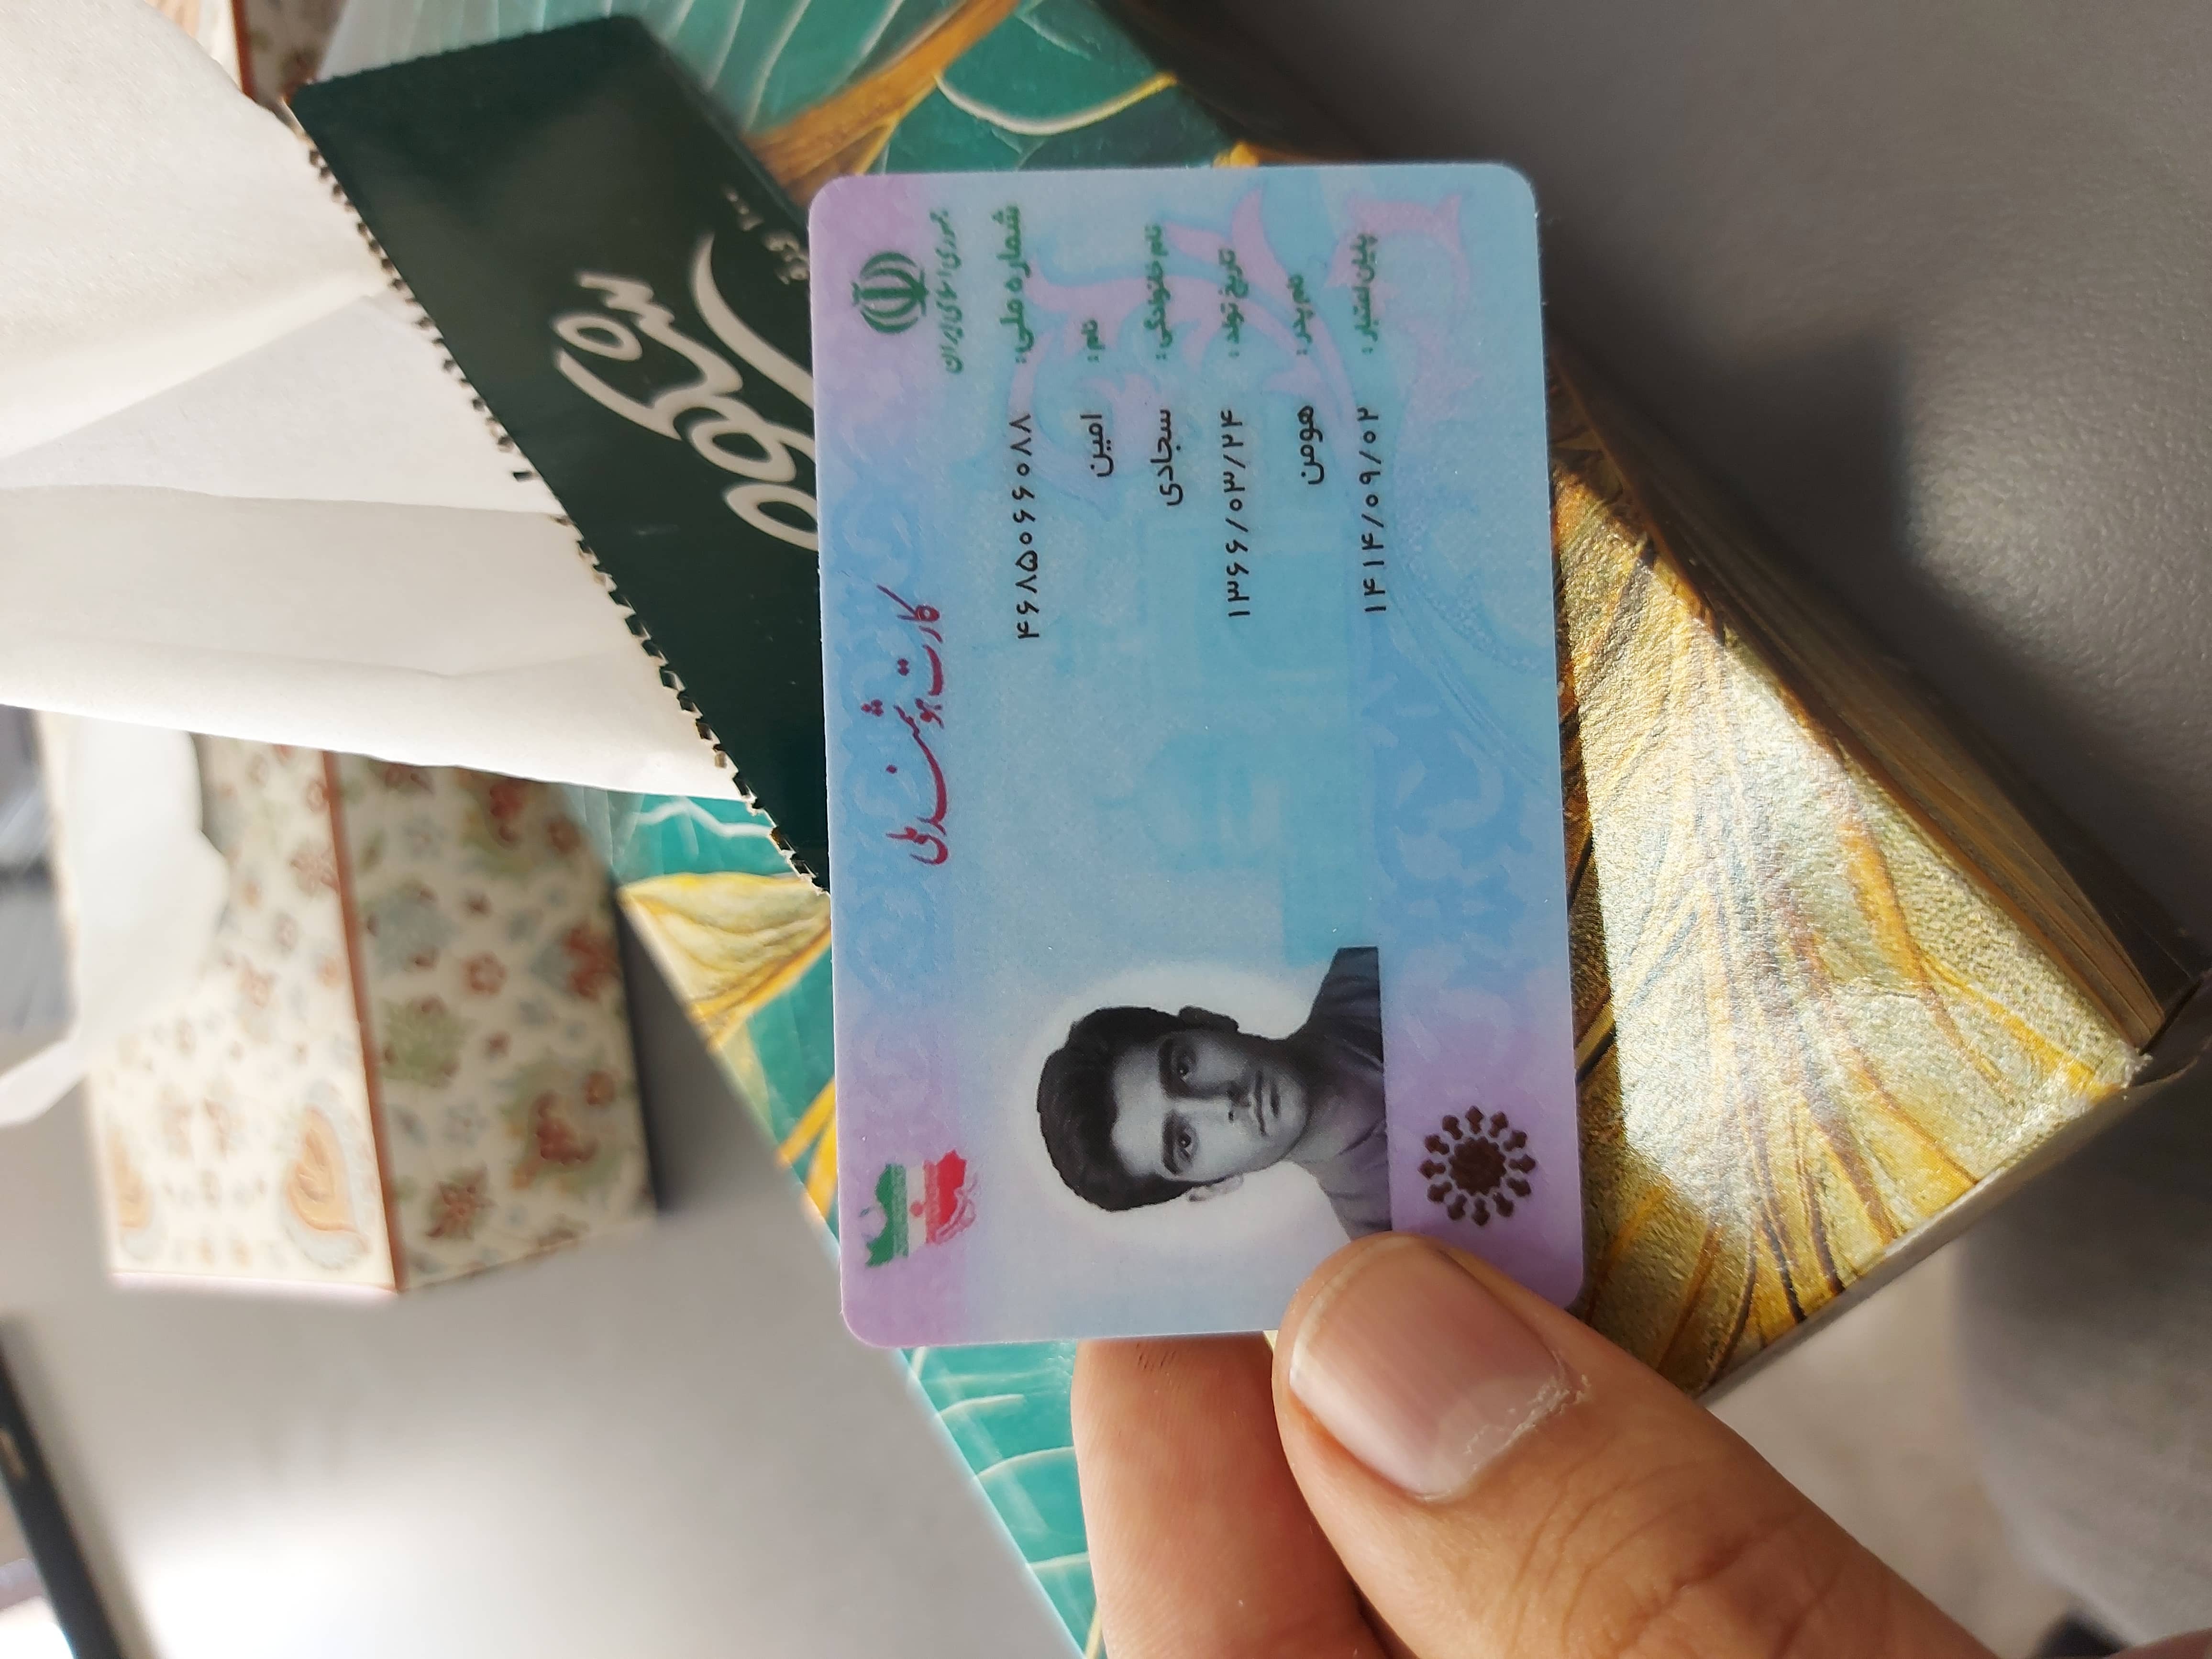 جمهوری اسلامی ایران
کارت هوشمند ملی
شماره ملی: ۴۶۸۵۰۶۶۰۸۸
نام: امین
نام خانوادگی: سجادی
تاریخ تولد: ۱۳۶۶/۰۳/۲۴
نام پدر: هومن
پایان اعتبار: ۱۴۱۴/۰۹/۰۲
شکوه